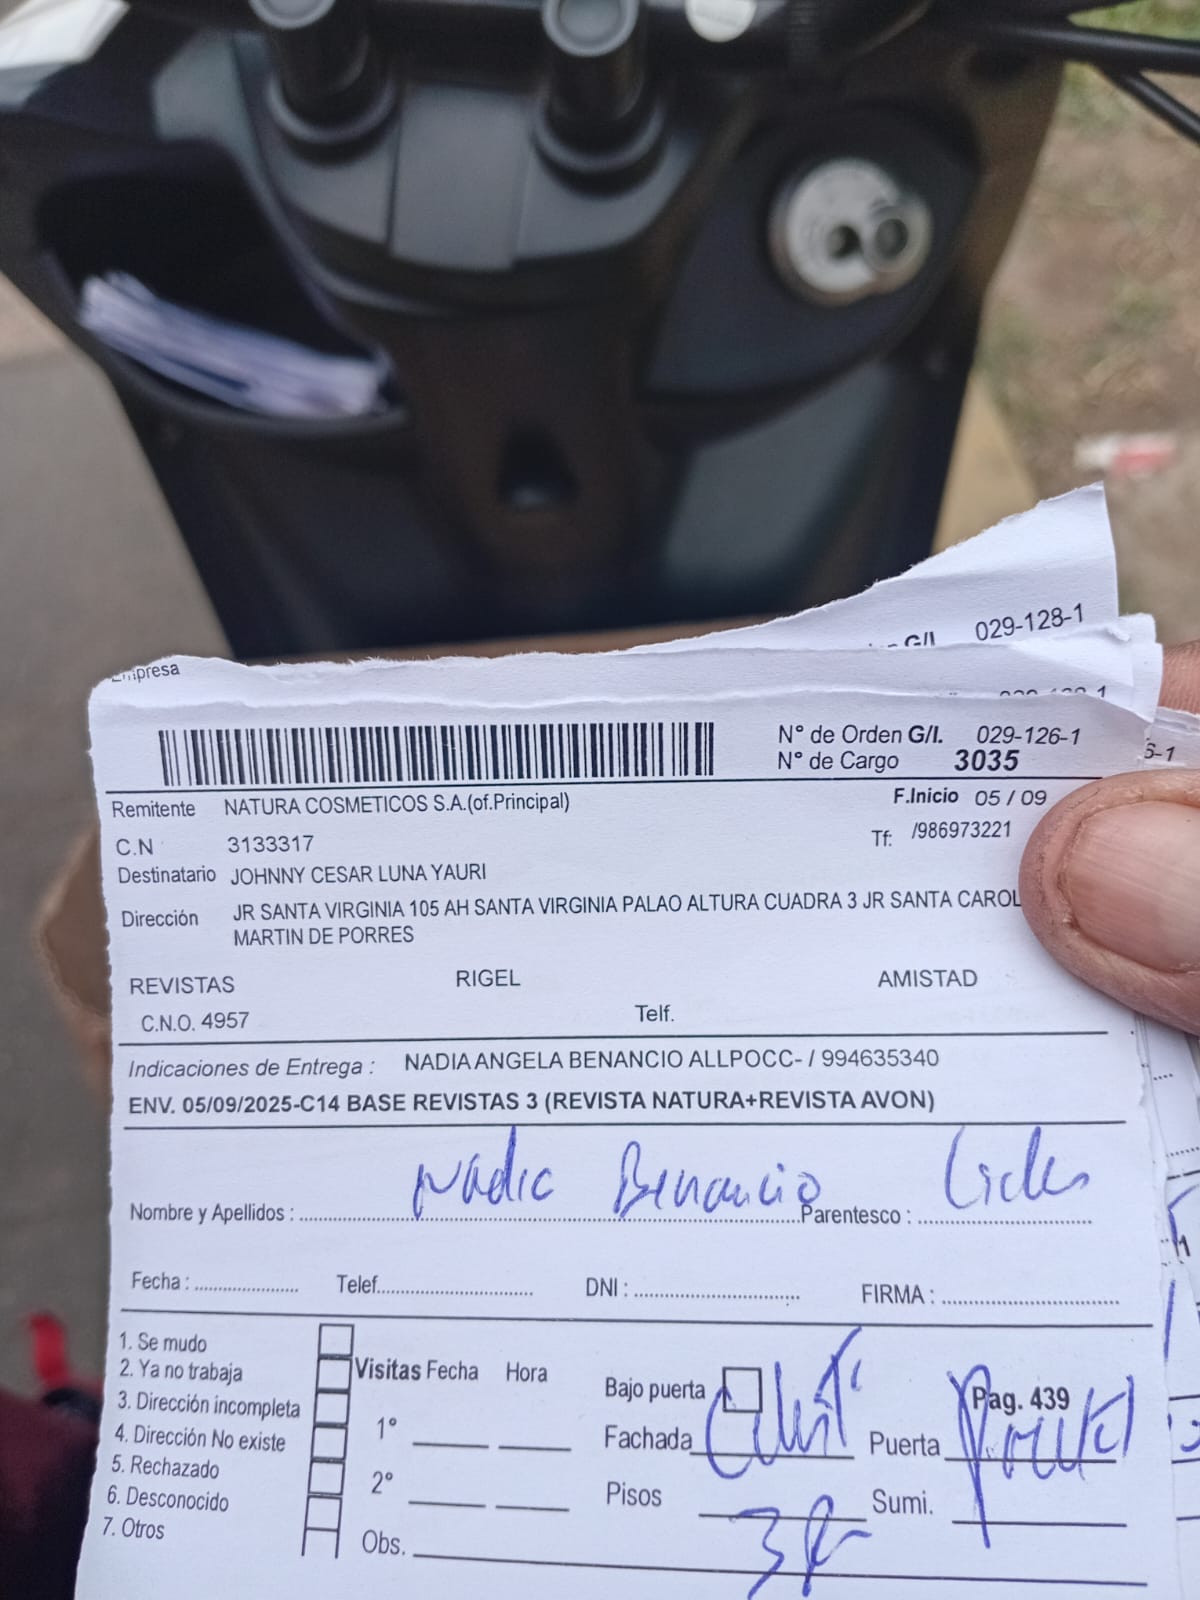 G/I. 029-128-1
Empresa
N° de Orden G/I. 029-126-1
6-1
N° de Cargo 3035
Remitente NATURA COSMETICOS S.A.(of.Principal)
F.Inicio 05 / 09
C.N 3133317
Tf: /986973221
Destinatario JOHNNY CESAR LUNA YAURI
Dirección JR SANTA VIRGINIA 105 AH SANTA VIRGINIA PALAO ALTURA CUADRA 3 JR SANTA CAROL
MARTIN DE PORRES
REVISTAS RIGEL AMISTAD
C.N.O. 4957 Telf.
Indicaciones de Entrega : NADIA ANGELA BENANCIO ALLPOCC- / 994635340
ENV. 05/09/2025-C14 BASE REVISTAS 3 (REVISTA NATURA+REVISTA AVON)
Nombre y Apellidos : Nadia Benancio Parentesco :
Fecha : Telef. DNI : FIRMA :
1. Se mudo
2. Ya no trabaja
3. Dirección incompleta
4. Dirección No existe
5. Rechazado
6. Desconocido
7. Otros
Visitas Fecha Hora
1°
2°
Obs.
Bajo puerta Pag. 439
Fachada Puerta
Pisos 3 Sumi.